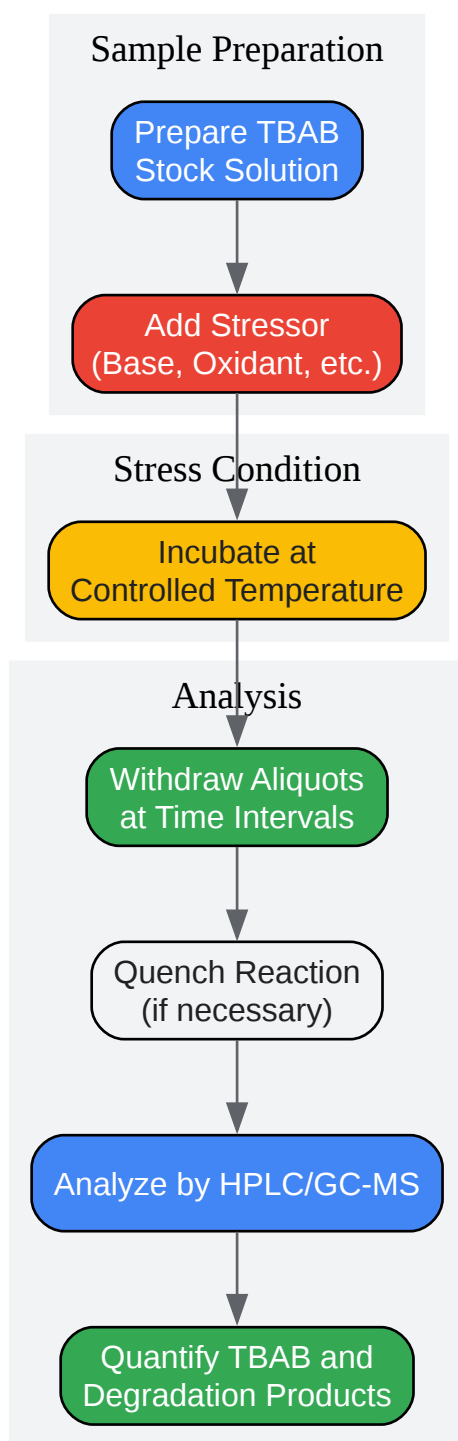 Sample Preparation
Prepare TBAB
Stock Solution
Add Stressor
(Base, Oxidant, etc.)
Stress Condition
Incubate at
Controlled Temperature
Analysis
Withdraw Aliquots
at Time Intervals
Quench Reaction
(if necessary)
Analyze by HPLC/GC-MS
Quantify TBAB and
Degradation Products